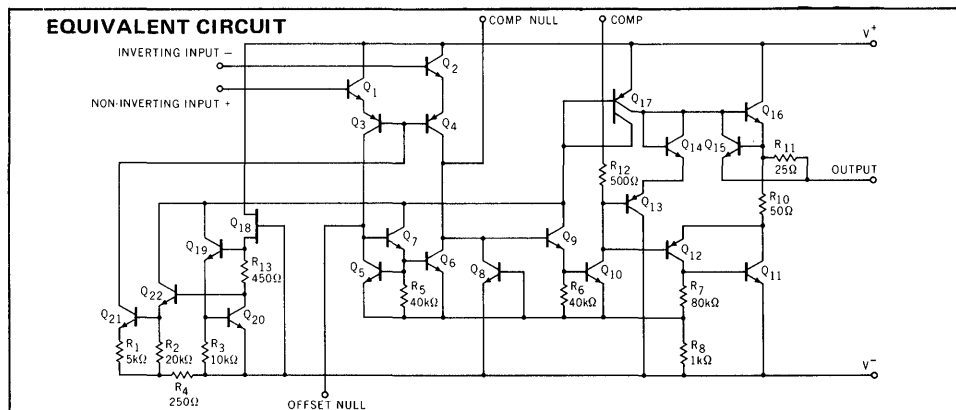 EQUIVALENT CIRCUIT
COMP NULL
COMP
V+
INVERTING INPUT −
NON-INVERTING INPUT +
Q1
Q2
Q3
Q4
Q17
Q16
Q14
Q15
R11
25Ω
OUTPUT
R12
500Ω
Q13
R10
50Ω
Q18
Q19
Q7
Q9
Q5
Q6
Q8
Q10
Q12
Q11
R13
450Ω
Q22
Q21
Q20
R5
40kΩ
R6
40kΩ
R7
80kΩ
R1
5kΩ
R2
20kΩ
R3
10kΩ
R8
1kΩ
R4
250Ω
V−
OFFSET NULL